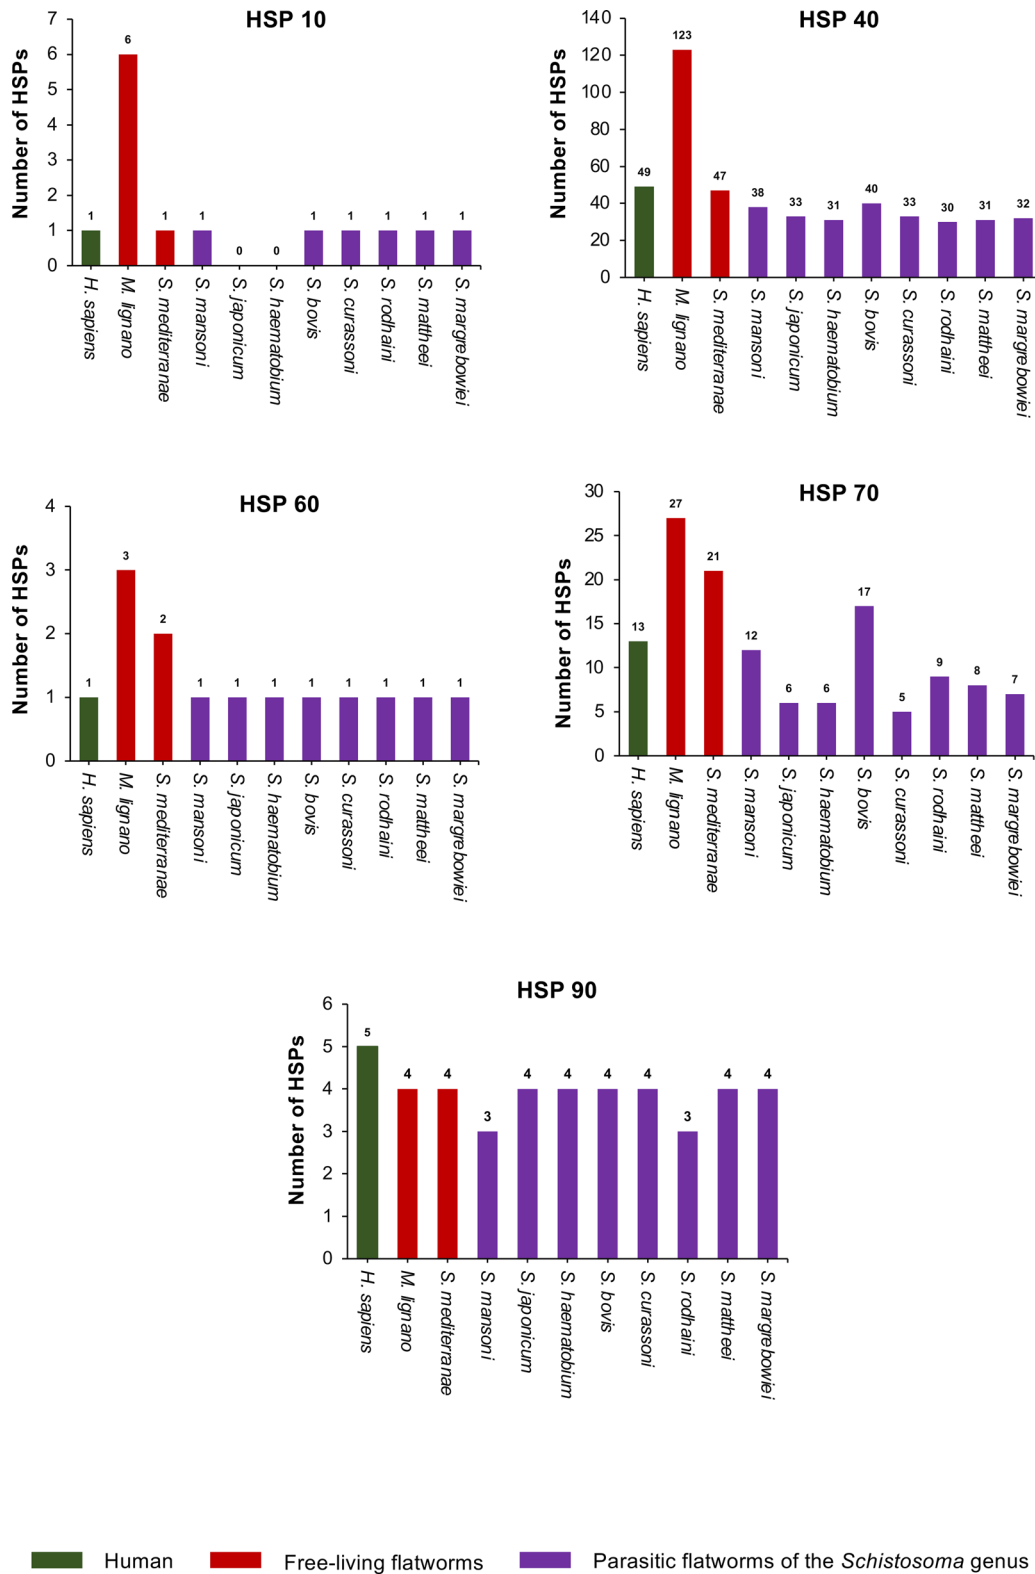 HSP 10
Number of HSPs
7
6
5
4
3
2
1
0
1
6
1
1
0
0
1
1
1
1
1
H. sapiens
M. lignano
S. mediterranae
S. mansoni
S. japonicum
S. haematobium
S. bovis
S. curassoni
S. rodhaini
S. mattheei
S. margrebowiei
HSP 40
Number of HSPs
140
120
100
80
60
40
20
0
49
123
47
38
33
31
40
33
30
31
32
H. sapiens
M. lignano
S. mediterranae
S. mansoni
S. japonicum
S. haematobium
S. bovis
S. curassoni
S. rodhaini
S. mattheei
S. margrebowiei
HSP 60
Number of HSPs
4
3
2
1
0
1
3
2
1
1
1
1
1
1
1
1
H. sapiens
M. lignano
S. mediterranae
S. mansoni
S. japonicum
S. haematobium
S. bovis
S. curassoni
S. rodhaini
S. mattheei
S. margrebowiei
HSP 70
Number of HSPs
30
25
20
15
10
5
0
13
27
21
12
6
6
17
5
9
8
7
H. sapiens
M. lignano
S. mediterranae
S. mansoni
S. japonicum
S. haematobium
S. bovis
S. curassoni
S. rodhaini
S. mattheei
S. margrebowiei
HSP 90
Number of HSPs
6
5
4
3
4
2
1
0
5
4
4
3
4
4
4
4
3
4
4
H. sapiens
M. lignano
S. mediterranae
S. mansoni
S. japonicum
S. haematobium
S. bovis
S. curassoni
S. rodhaini
S. mattheei
S. margrebowiei
Human
Free-living flatworms
Parasitic flatworms of the Schistosoma genus